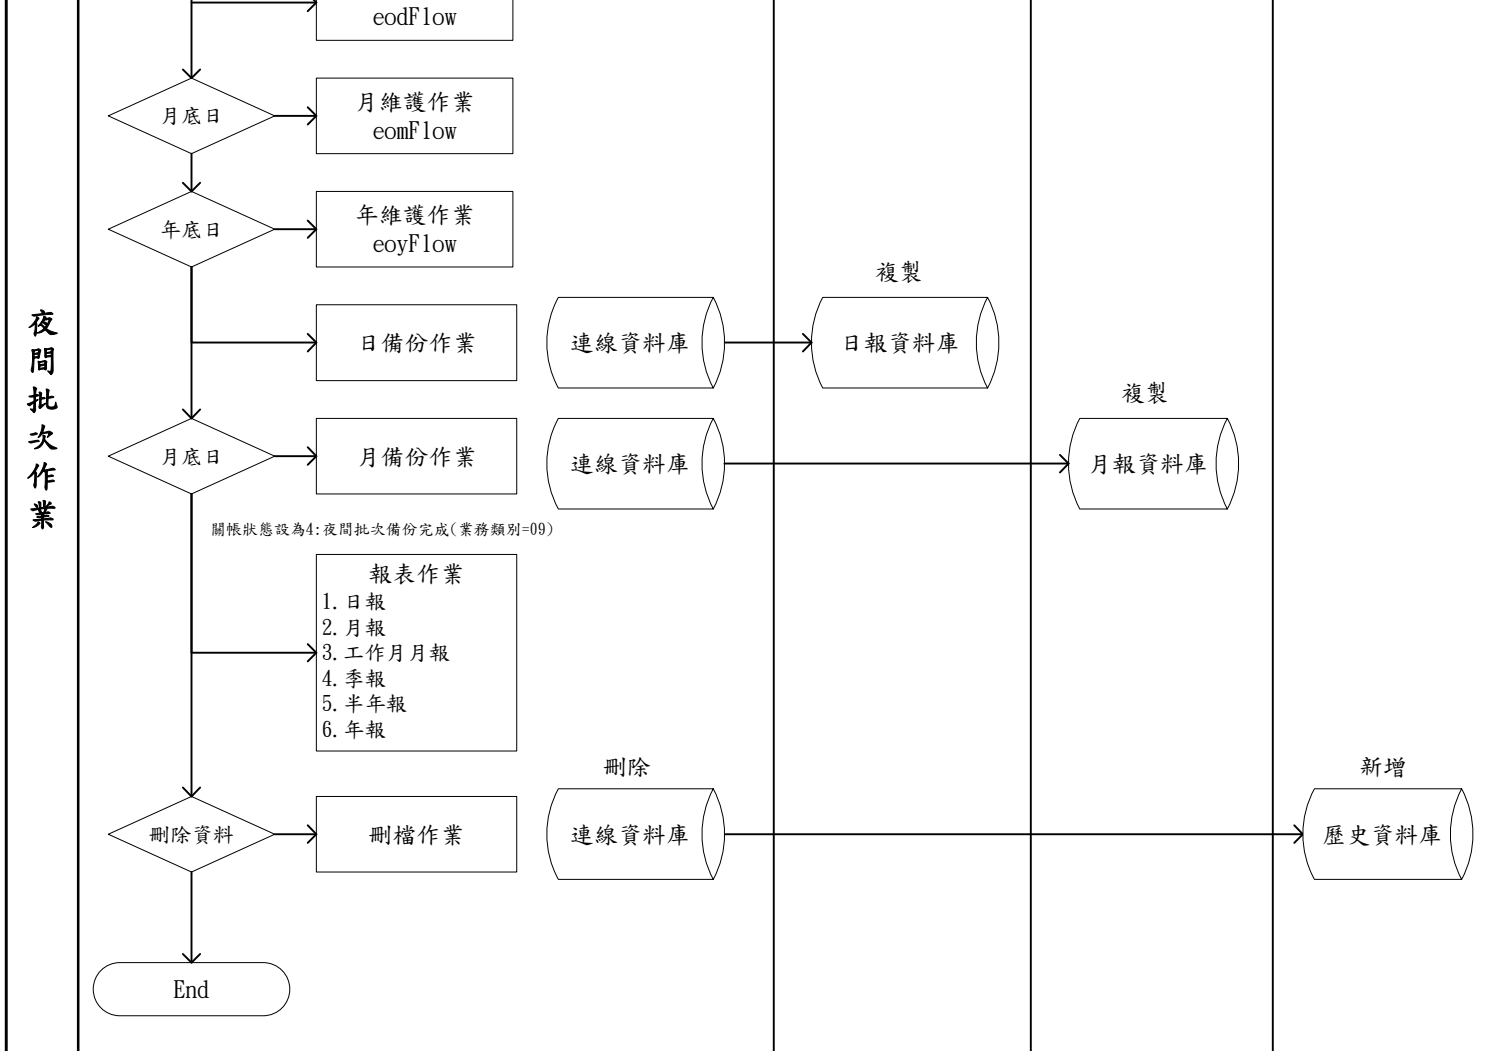 eodFlow
月底日
月維護作業
eomFlow
年底日
年維護作業
eoyFlow
複製
日備份作業
連線資料庫
日報資料庫
複製
月底日
月備份作業
連線資料庫
月報資料庫
夜間批次作業
關帳狀態設為4:夜間批次備份完成(業務類別=09)
報表作業
1.日報
2.月報
3.工作月月報
4.季報
5.半年報
6.年報
刪除
新增
刪除資料
刪檔作業
連線資料庫
歷史資料庫
End